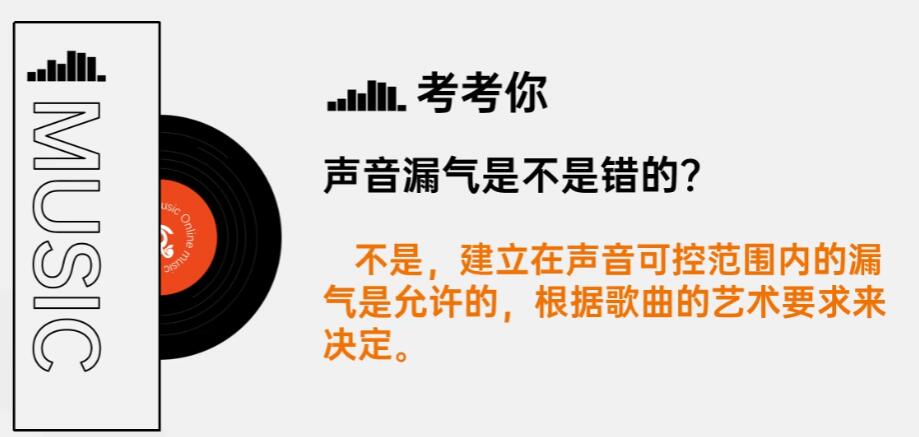 MUSIC
usic Online music
考考你
声音漏气是不是错的?
不是，建立在声音可控范围内的漏
气是允许的，根据歌曲的艺术要求来
决定。